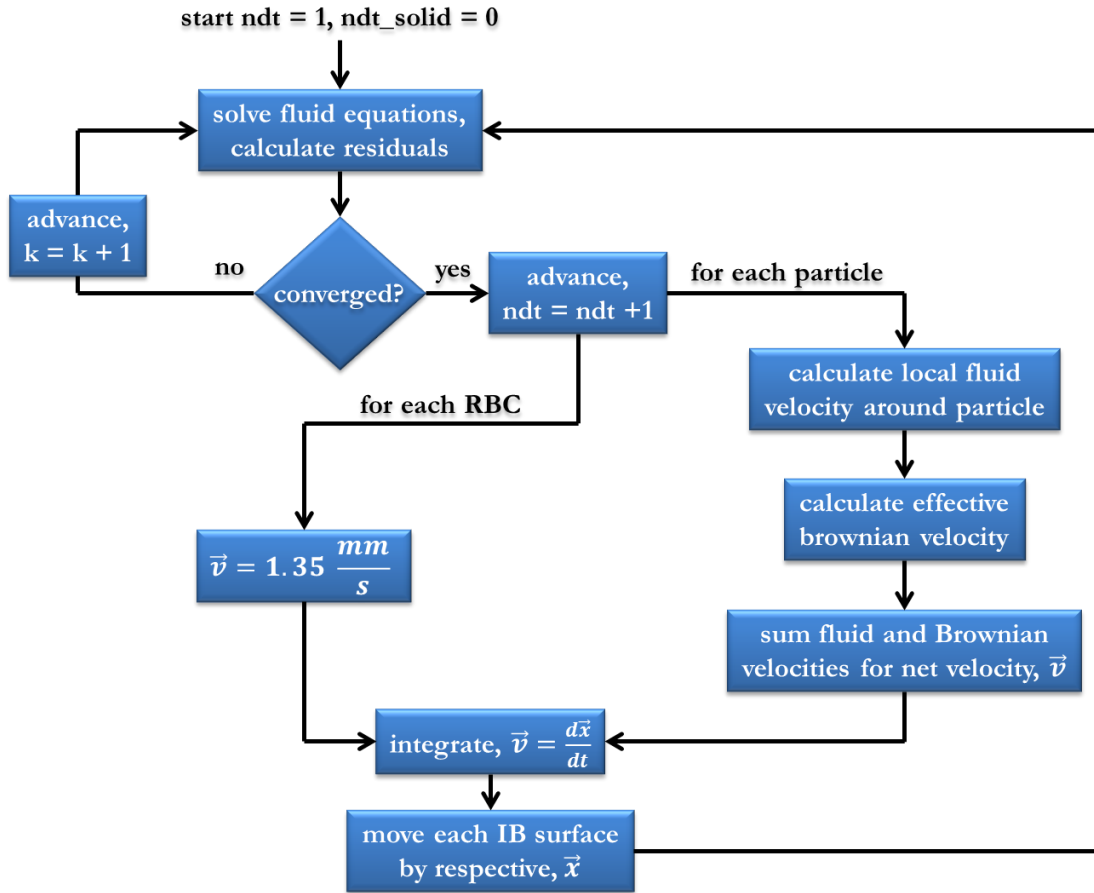 start ndt = 1, ndt_solid = 0
solve fluid equations,
calculate residuals
advance,
k = k + 1
no
converged?
yes
advance,
ndt = ndt +1
for each particle
calculate local fluid
velocity around particle
for each RBC
calculate effective
brownian velocity
v⃗ = 1.35 mm/s
sum fluid and Brownian
velocities for net velocity, v⃗
integrate, v⃗ = dx⃗/dt
move each IB surface
by respective, x⃗